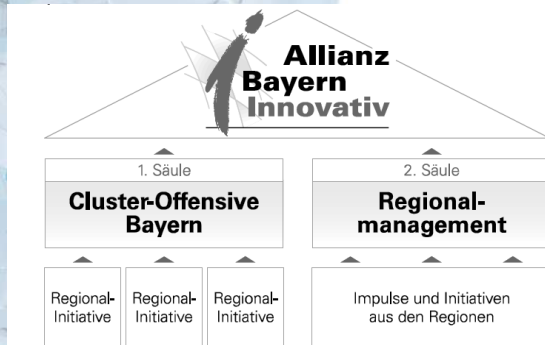 Allianz
Bayern
Innovativ
1. Säule
Cluster-Offensive
Bayern
2. Säule
Regional-
management
Regional-
Initiative
Regional-
Initiative
Regional-
Initiative
Impulse und Initiativen
aus den Regionen